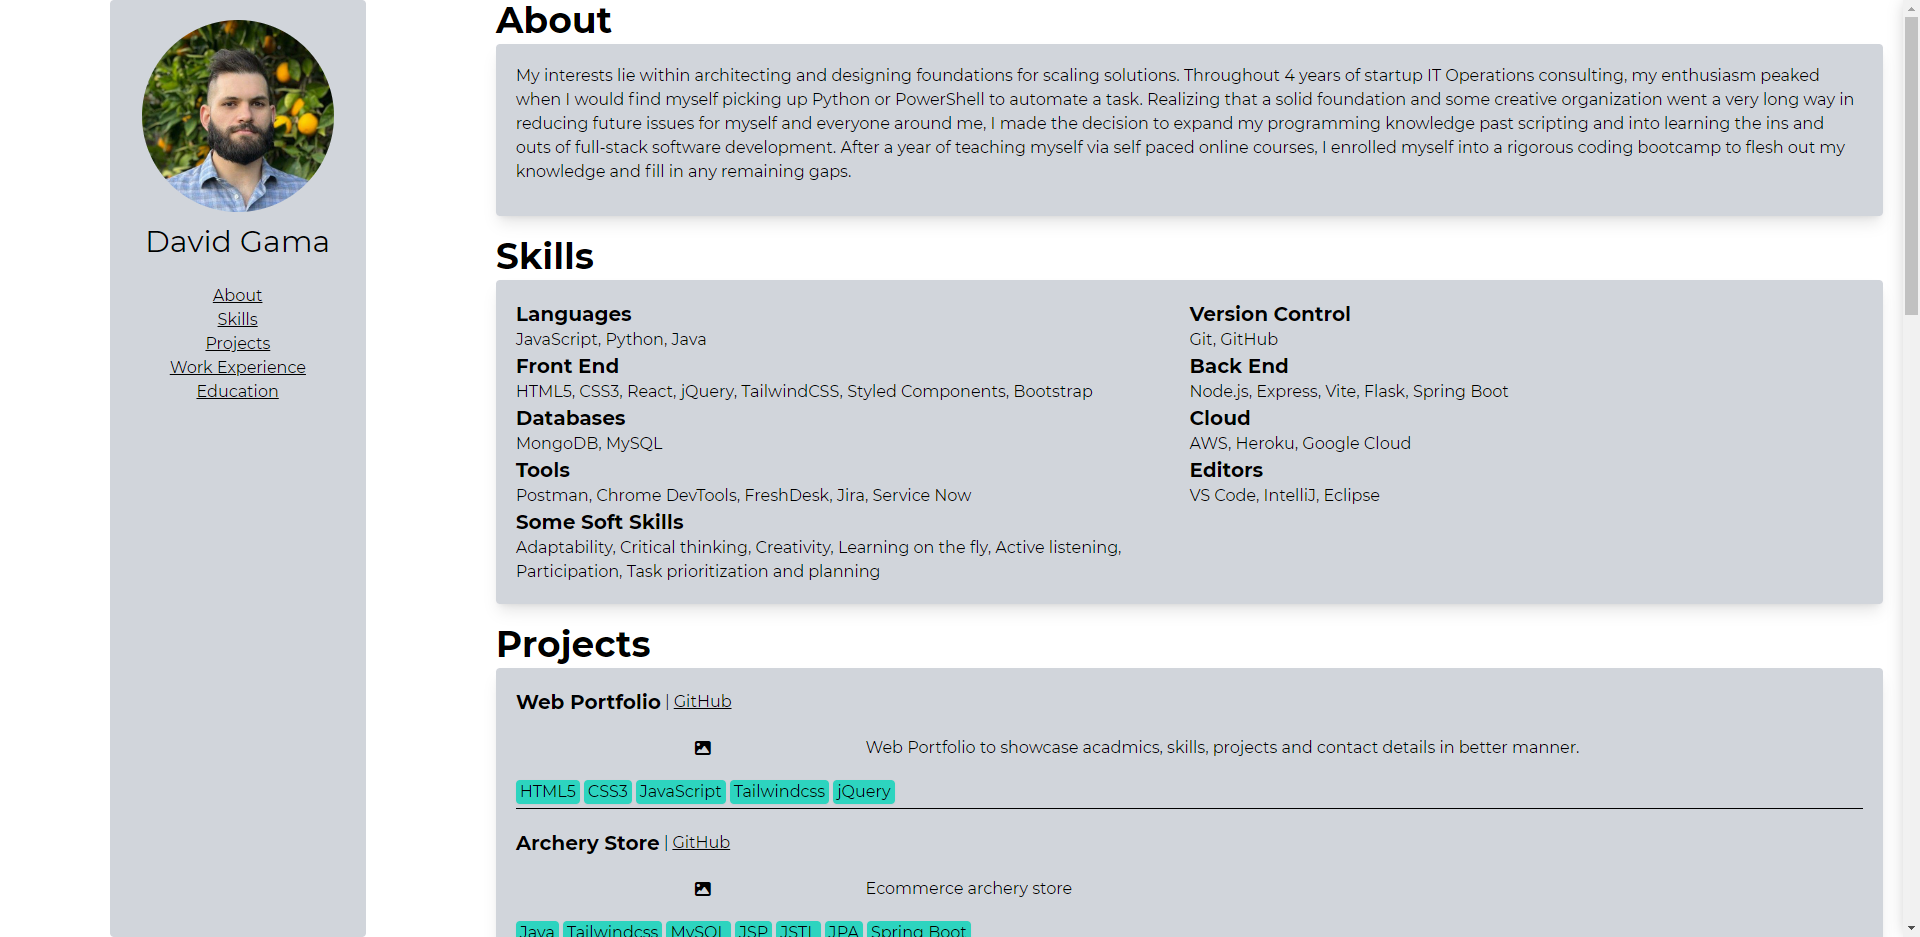 David Gama
About
Skills
Projects
Work Experience
Education
About
My interests lie within architecting and designing foundations for scaling solutions. Throughout 4 years of startup IT Operations consulting, my enthusiasm peaked
when I would find myself picking up Python or PowerShell to automate a task. Realizing that a solid foundation and some creative organization went a very long way in
reducing future issues for myself and everyone around me, I made the decision to expand my programming knowledge past scripting and into learning the ins and
outs of full-stack software development. After a year of teaching myself via self paced online courses, I enrolled myself into a rigorous coding bootcamp to flesh out my
knowledge and fill in any remaining gaps.
Skills
Languages
JavaScript, Python, Java
Front End
HTML5, CSS3, React, jQuery, TailwindCSS, Styled Components, Bootstrap
Databases
MongoDB, MySQL
Tools
Postman, Chrome DevTools, FreshDesk, Jira, Service Now
Some Soft Skills
Adaptability, Critical thinking, Creativity, Learning on the fly, Active listening,
Participation, Task prioritization and planning
Version Control
Git, GitHub
Back End
Node.js, Express, Vite, Flask, Spring Boot
Cloud
AWS, Heroku, Google Cloud
Editors
VS Code, IntelliJ, Eclipse
Projects
Web Portfolio | GitHub
Web Portfolio to showcase acadmics, skills, projects and contact details in better manner.
HTML5 CSS3 JavaScript Tailwindcss jQuery
Archery Store | GitHub
Ecommerce archery store
Java Tailwindcss MySQL JSP JSTL JPA Spring Boot